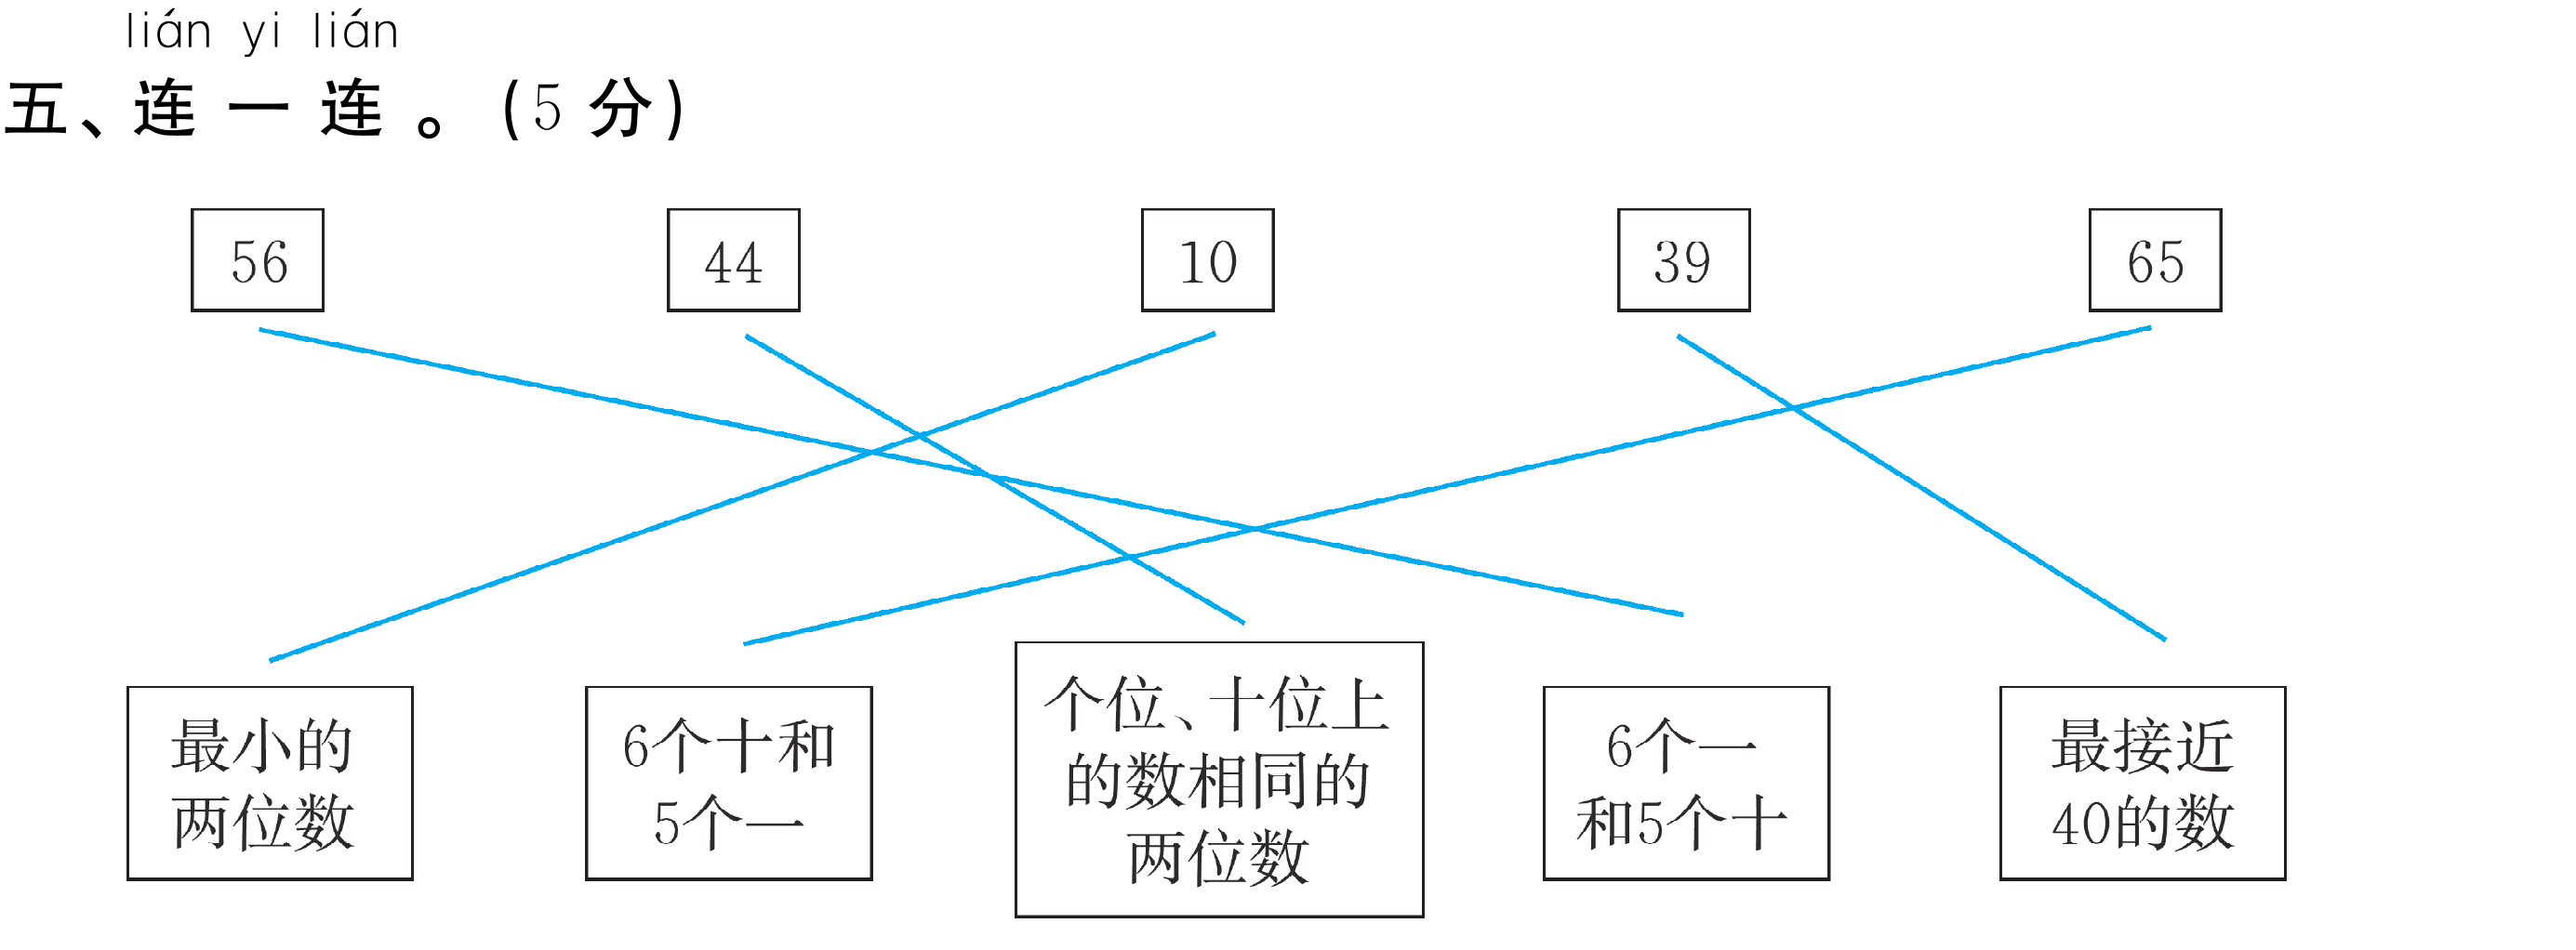 lián yi lián
五、连一连。(5分)
56 44 10 39 65
最小的
两位数
6个十和
5个一
个位、十位上
的数相同的
两位数
6个一
和5个十
最接近
40的数